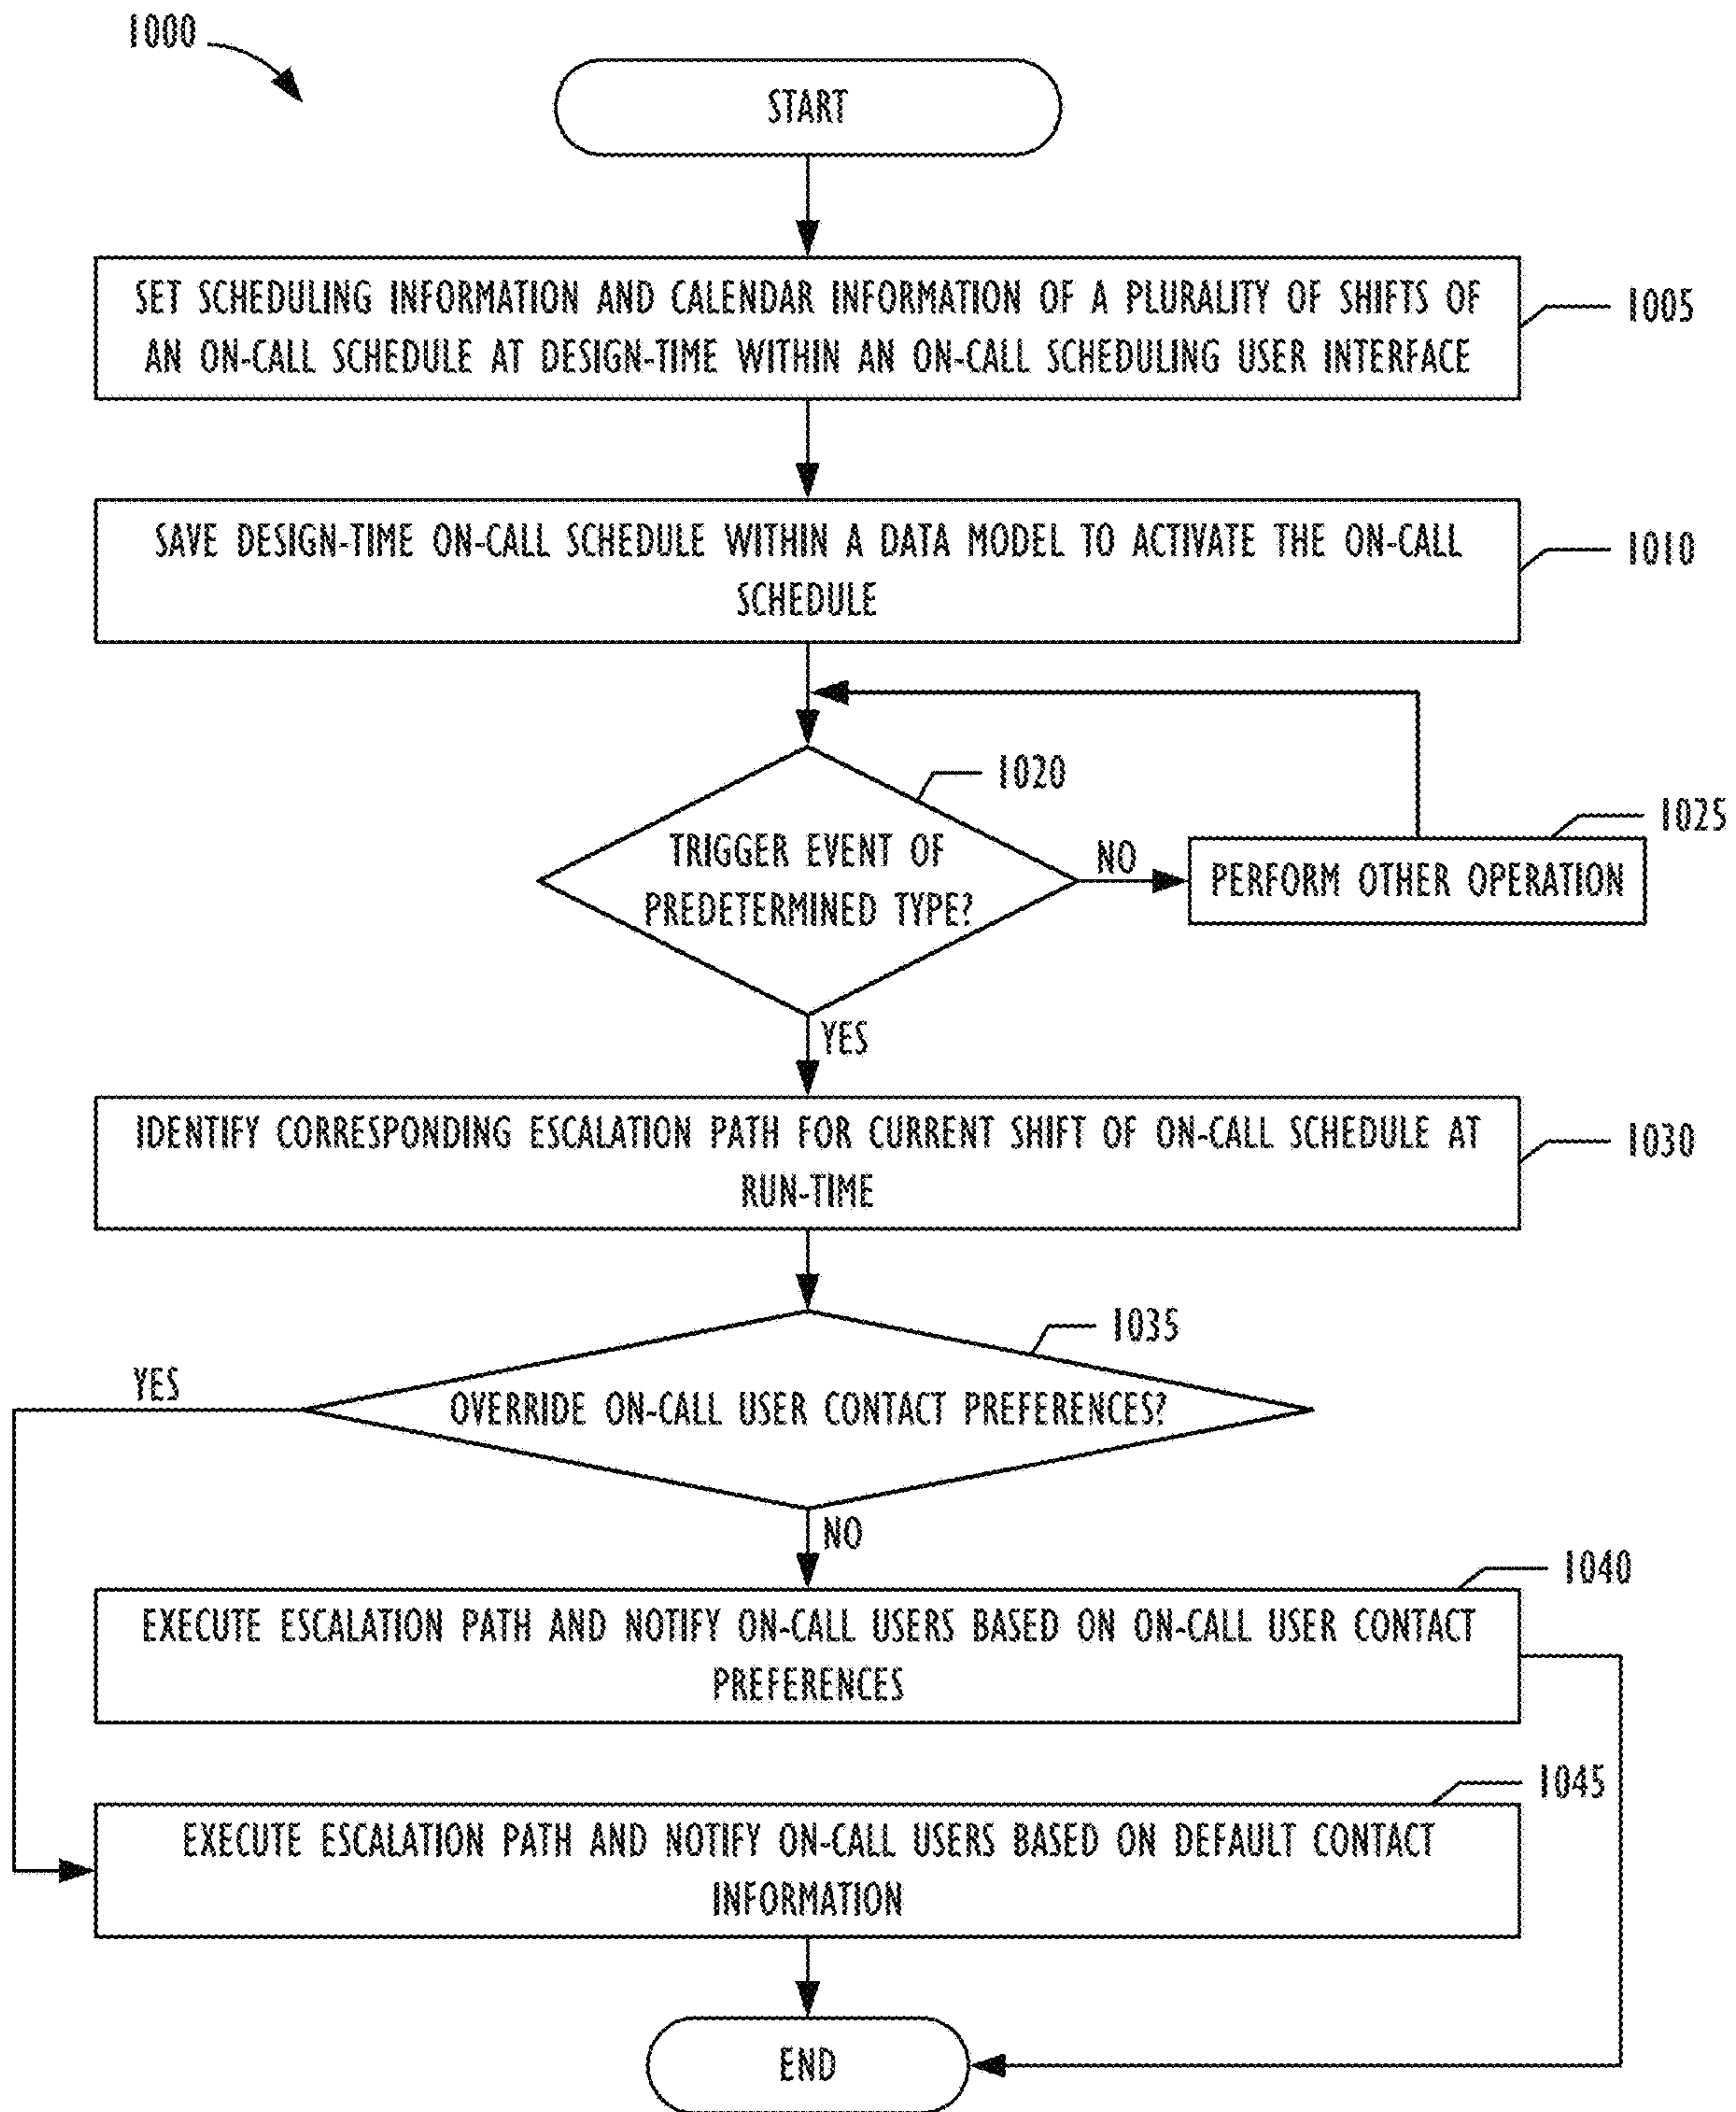 1000
START
SET SCHEDULING INFORMATION AND CALENDAR INFORMATION OF A PLURALITY OF SHIFTS OF
AN ON-CALL SCHEDULE AT DESIGN-TIME WITHIN AN ON-CALL SCHEDULING USER INTERFACE
1005
SAVE DESIGN-TIME ON-CALL SCHEDULE WITHIN A DATA MODEL TO ACTIVATE THE ON-CALL
SCHEDULE
1010
1020
TRIGGER EVENT OF
PREDETERMINED TYPE?
NO
1025
PERFORM OTHER OPERATION
YES
IDENTIFY CORRESPONDING ESCALATION PATH FOR CURRENT SHIFT OF ON-CALL SCHEDULE AT
RUN-TIME
1030
1035
YES
OVERRIDE ON-CALL USER CONTACT PREFERENCES?
NO
1040
EXECUTE ESCALATION PATH AND NOTIFY ON-CALL USERS BASED ON ON-CALL USER CONTACT
PREFERENCES
1045
EXECUTE ESCALATION PATH AND NOTIFY ON-CALL USERS BASED ON DEFAULT CONTACT
INFORMATION
END